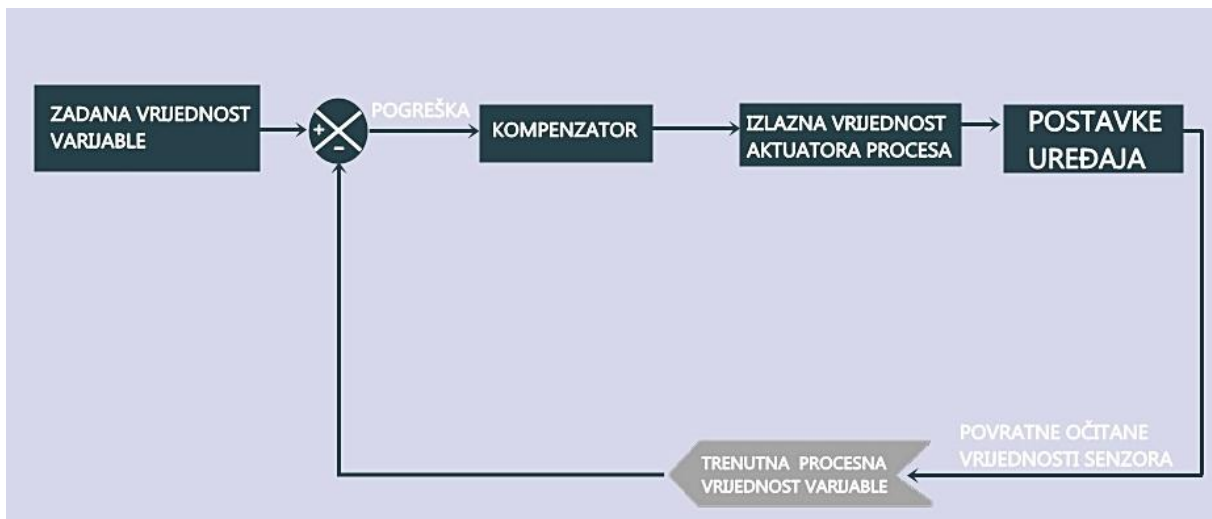 ZADANA VRIJEDNOST
VARIJABLE
+
-
POGREŠKA
KOMPENZATOR
IZLAZNA VRIJEDNOST
AKTUATORA PROCESA
POSTAVKE
UREĐAJA
POVRATNE OČITANE
VRIJEDNOSTI SENZORA
TRENUTNA PROCESNA
VRIJEDNOST VARIJABLE